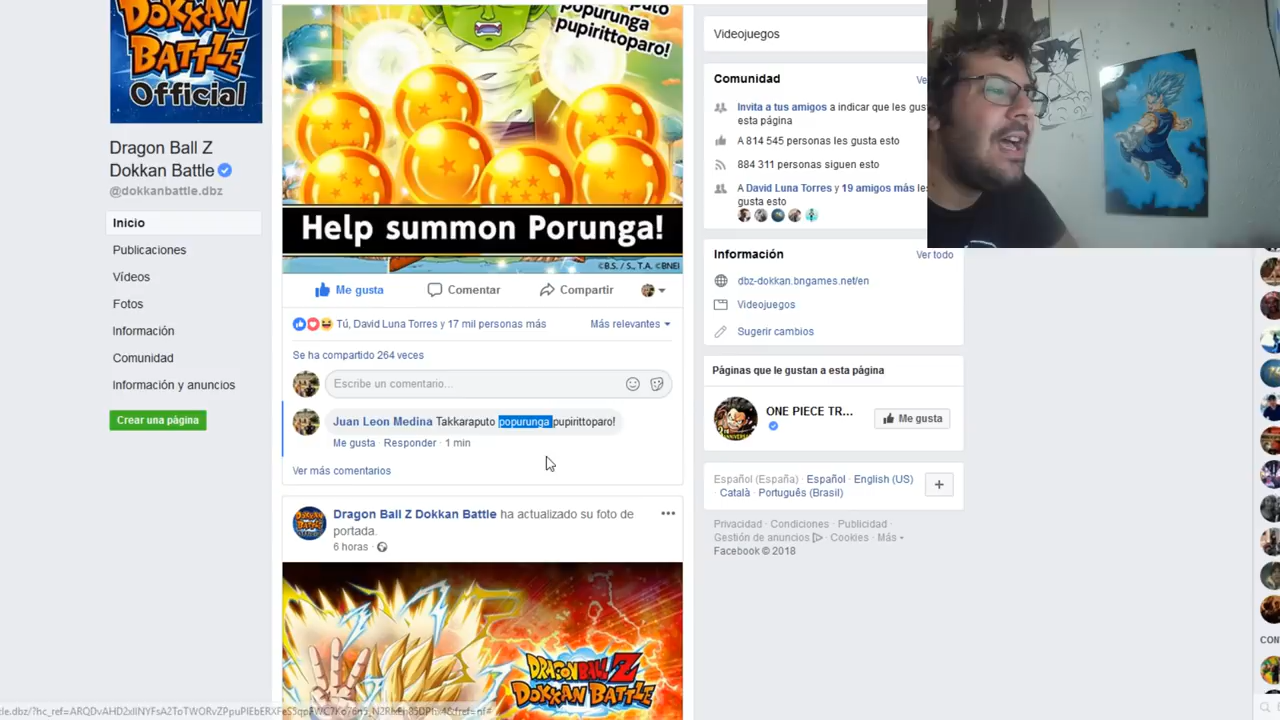 DOKKAN
BATTLE
Official
Dragon Ball Z
Dokkan Battle
@dokkanbattle.dbz
Inicio
Publicaciones
Vídeos
Fotos
Información
Comunidad
Información y anuncios
Crear una página
popurunga
pupirittoparo!
Help summon Porunga!
©B.S./S., T.A. ©BNEI
Me gusta Comentar Compartir
Tú, David Luna Torres y 17 mil personas más Más relevantes
Se ha compartido 264 veces
Escribe un comentario...
Juan Leon Medina Takkaraputo popurunga pupirittoparo!
Me gusta · Responder · 1 min
Ver más comentarios
Dragon Ball Z Dokkan Battle ha actualizado su foto de
portada.
6 horas ·
DRAGON BALL Z
DOKKAN BATTLE
Videojuegos
Comunidad
Invita a tus amigos a indicar que les
esta página
A 814 545 personas les gusta esto
884 311 personas siguen esto
A David Luna Torres y 19 amigos más
gusta esto
Información Ver todo
dbz-dokkan.bngames.net/en
Videojuegos
Sugerir cambios
Páginas que le gustan a esta página
ONE PIECE TR...
Me gusta
Español (España) · Español · English (US)
· Català · Português (Brasil)
Privacidad · Condiciones · Publicidad ·
Gestión de anuncios · Cookies · Más
Facebook © 2018